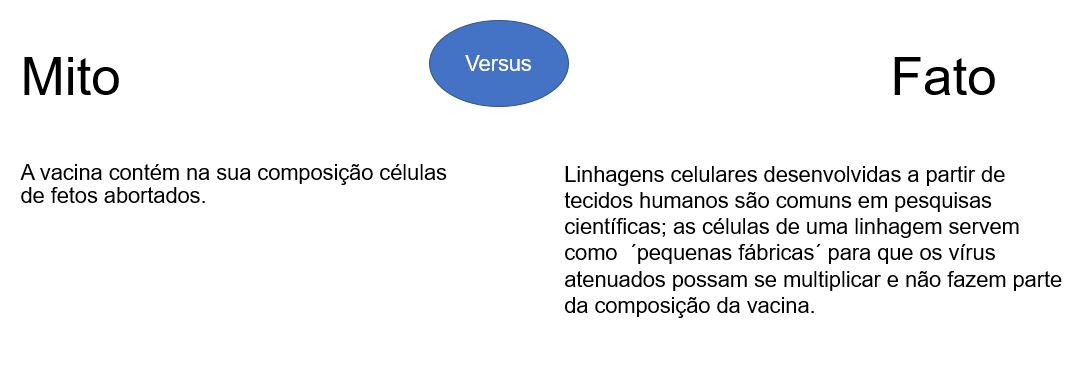 Mito
Versus
Fato
A vacina contém na sua composição células
de fetos abortados.
Linhagens celulares desenvolvidas a partir de
tecidos humanos são comuns em pesquisas
científicas; as células de uma linhagem servem
como ´pequenas fábricas´ para que os vírus
atenuados possam se multiplicar e não fazem parte
da composição da vacina.